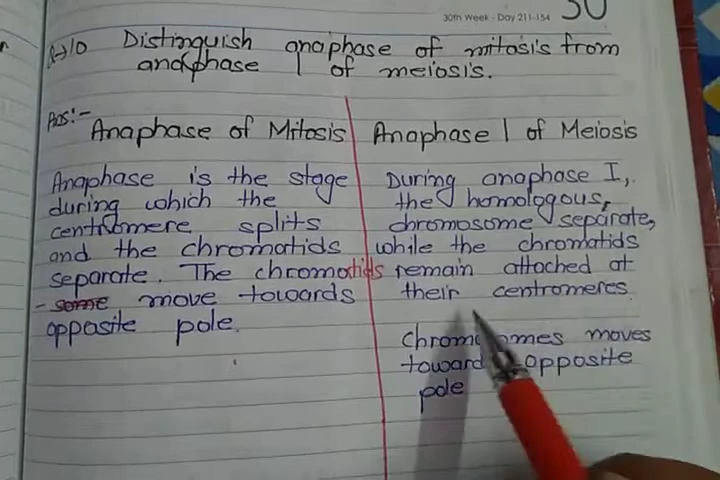 30th Week - Day 211-154
30
Q→10 Distinguish anaphase of mitosis from
anaphase I of meiosis.
Ans:-
Anaphase of Mitosis
Anaphase is the stage
during which the
centromere splits
and the chromatids
separate. The chromatids
move towards
opposite pole.
Anaphase I of Meiosis
During anaphase I,
the homologous,
chromosome separate,
while the chromatids
remain attached at
their centromeres.
chromosomes moves
toward opposite
pole